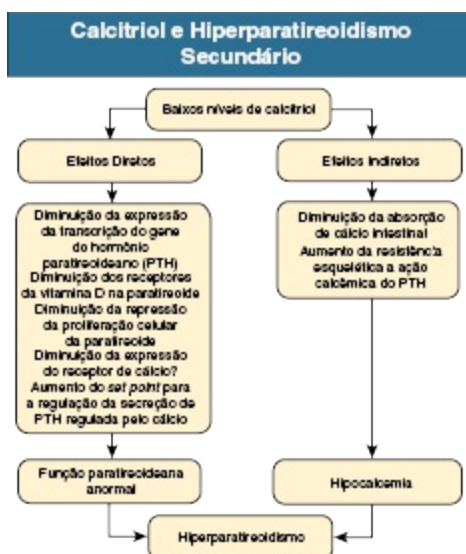 Calcitriol e Hiperparatireoidismo
Secundário
Baixos níveis de calcitriol
Efeitos Diretos
Efeitos Indiretos
Diminuição da expressão
da transcrição do gene
do hormônio
paratireoideano (PTH)
Diminuição dos receptores
da vitamina D na paratireoide
Diminuição da repressão
da proliferação celular
da paratireoide
Diminuição da expressão
do receptor de cálcio?
Aumento do set point para
a regulação da secreção de
PTH regulada pelo cálcio
Diminuição da absorção
de cálcio intestinal
Aumento da resistência
esquelética a ação
calcêmica do PTH
Função paratireoideana
anormal
Hipocalcemia
Hiperparatireoidismo